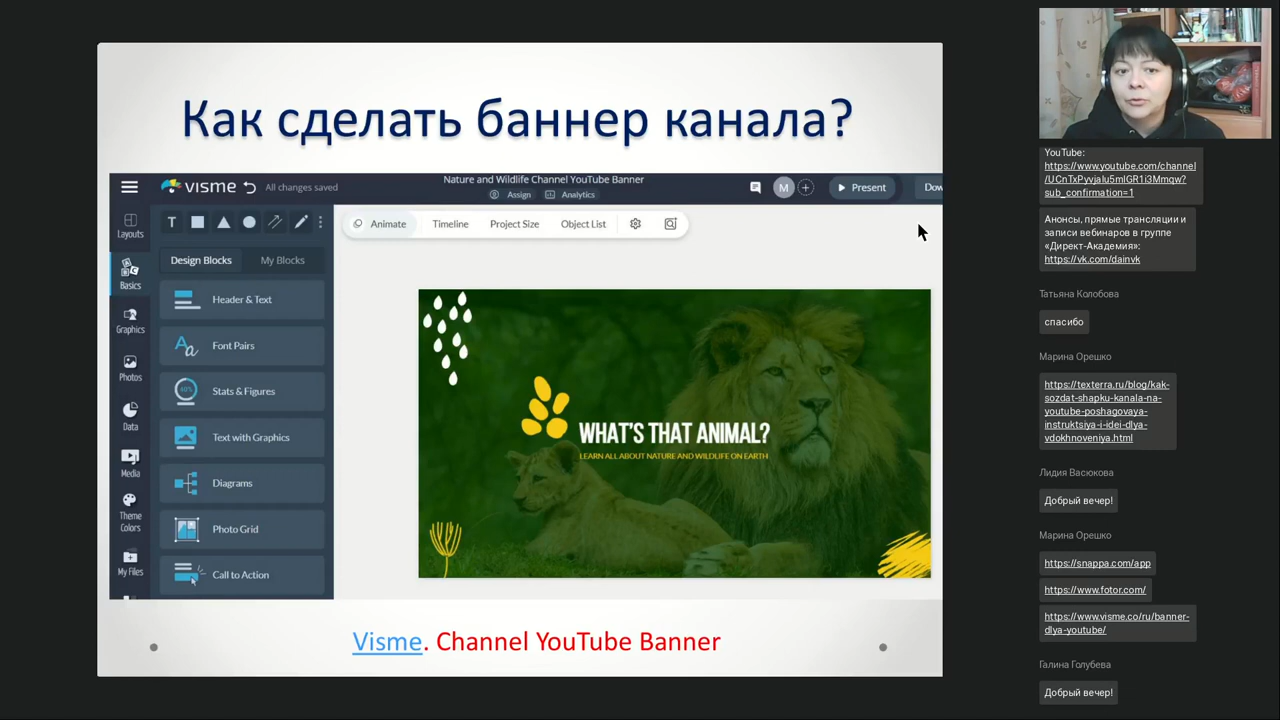 Как сделать баннер канала?
visme
All changes saved
Nature and Wildlife Channel YouTube Banner
Assign
Analytics
M
Present
Dow
Layouts
Basics
Graphics
Photos
Data
Media
Theme
Colors
My Files
T
Design Blocks
My Blocks
Header & Text
Font Pairs
Stats & Figures
Text with Graphics
Diagrams
Photo Grid
Call to Action
Animate
Timeline
Project Size
Object List
WHAT'S THAT ANIMAL?
LEARN ALL ABOUT NATURE AND WILDLIFE ON EARTH
Visme. Channel YouTube Banner
YouTube:
https://www.youtube.com/channel
/UCnTxPyyjalu5mIGR1i3Mmqw?
sub_confirmation=1
Анонсы, прямые трансляции и
записи вебинаров в группе
«Директ-Академия»:
https://vk.com/dainvk
Татьяна Колобова
спасибо
Марина Орешко
https://texterra.ru/blog/kak-
sozdat-shapku-kanala-na-
youtube-poshagovaya-
instruktsiya-i-idei-dlya-
vdokhnoveniya.html
Лидия Васюкова
Добрый вечер!
Марина Орешко
https://snappa.com/app
https://www.fotor.com/
https://www.visme.co/ru/banner-
dlya-youtube/
Галина Голубева
Добрый вечер!